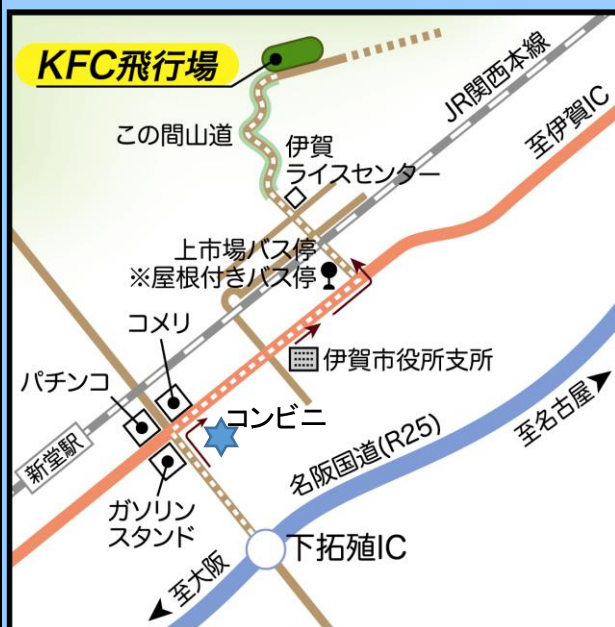 KFC飛行場
JR関西本線
至伊賀IC
この間山道
伊賀
ライスセンター
上市場バス停
※屋根付きバス停
コメリ
伊賀市役所支所
パチンコ
コンビニ
至名古屋
新堂駅
名阪国道(R25)
ガソリン
スタンド
下拓殖IC
至大阪